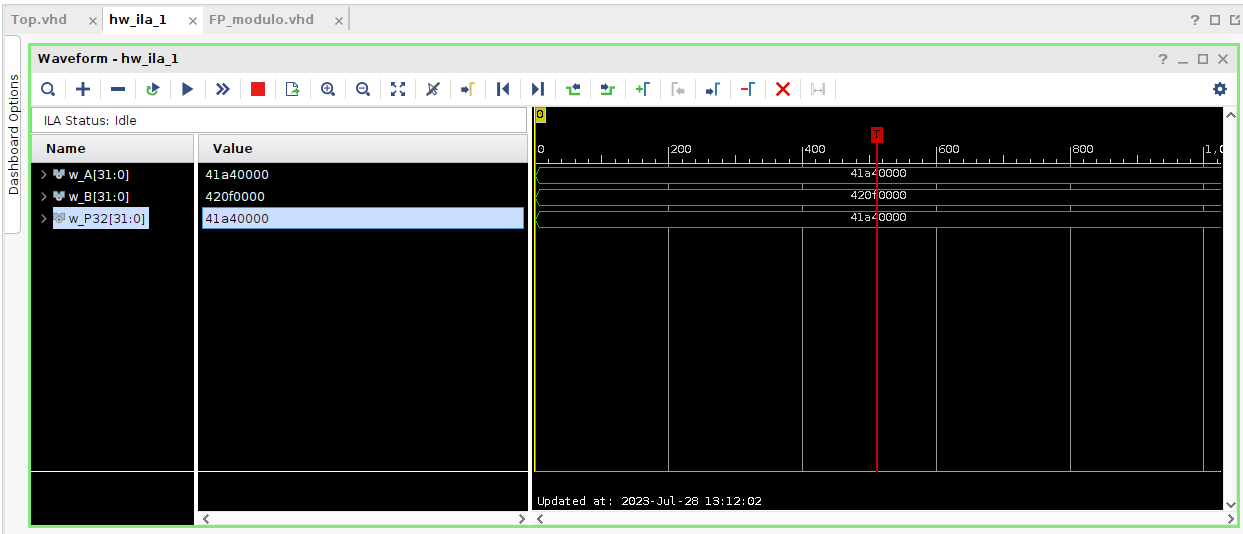 Top.vhd hw_ila_1 FP_modulo.vhd
Dashboard Options
Waveform - hw_ila_1
ILA Status: Idle
Name Value
w_A[31:0] 41a40000
w_B[31:0] 420f0000
w_P32[31:0] 41a40000
0
T
0 200 400 600 800 1,0
41a40000
420f0000
41a40000
Updated at: 2023-Jul-28 13:12:02